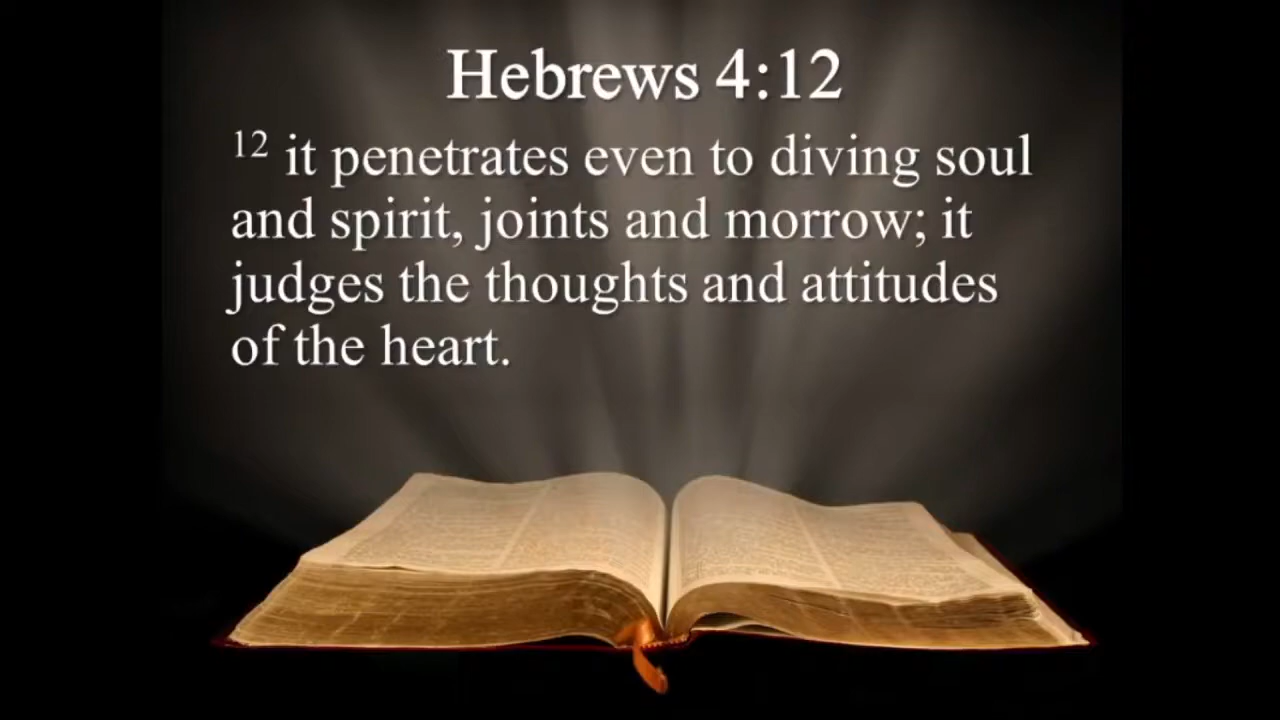 Hebrews 4:12
12 it penetrates even to diving soul
and spirit, joints and morrow; it
judges the thoughts and attitudes
of the heart.